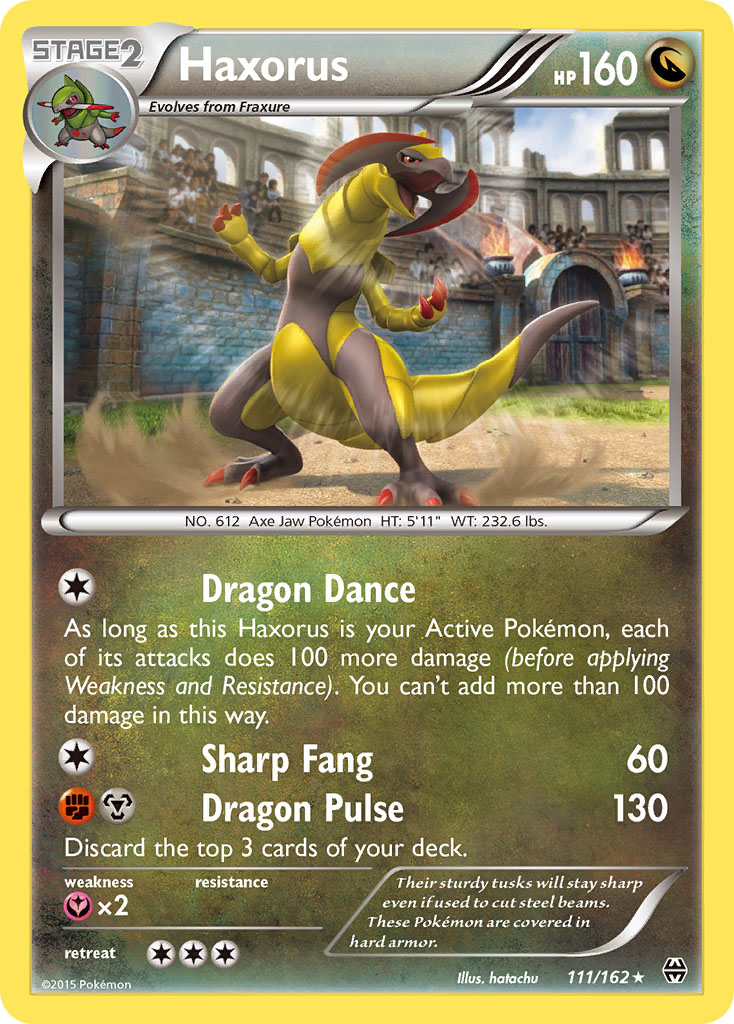 STAGE2
Haxorus
HP160
Evolves from Fraxure
NO. 612 Axe Jaw Pokémon HT: 5'11" WT: 232.6 lbs.
Dragon Dance
As long as this Haxorus is your Active Pokémon, each
of its attacks does 100 more damage (before applying
Weakness and Resistance). You can't add more than 100
damage in this way.
Sharp Fang 60
Dragon Pulse 130
Discard the top 3 cards of your deck.
weakness resistance
×2
Their sturdy tusks will stay sharp
even if used to cut steel beams.
These Pokémon are covered in
hard armor.
retreat
©2015 Pokémon
Illus. hatachu 111/162★